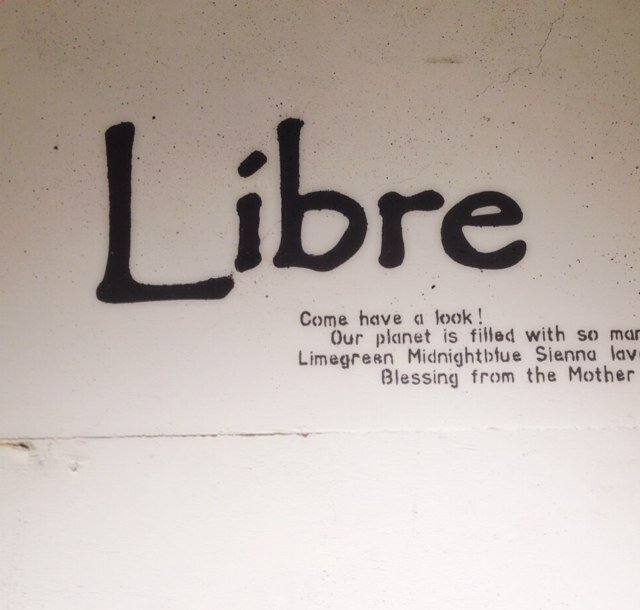 Libre
Come have a look!
Our planet is filled with so
Limegreen Midnightblue Sienna
Blessing from the Mother